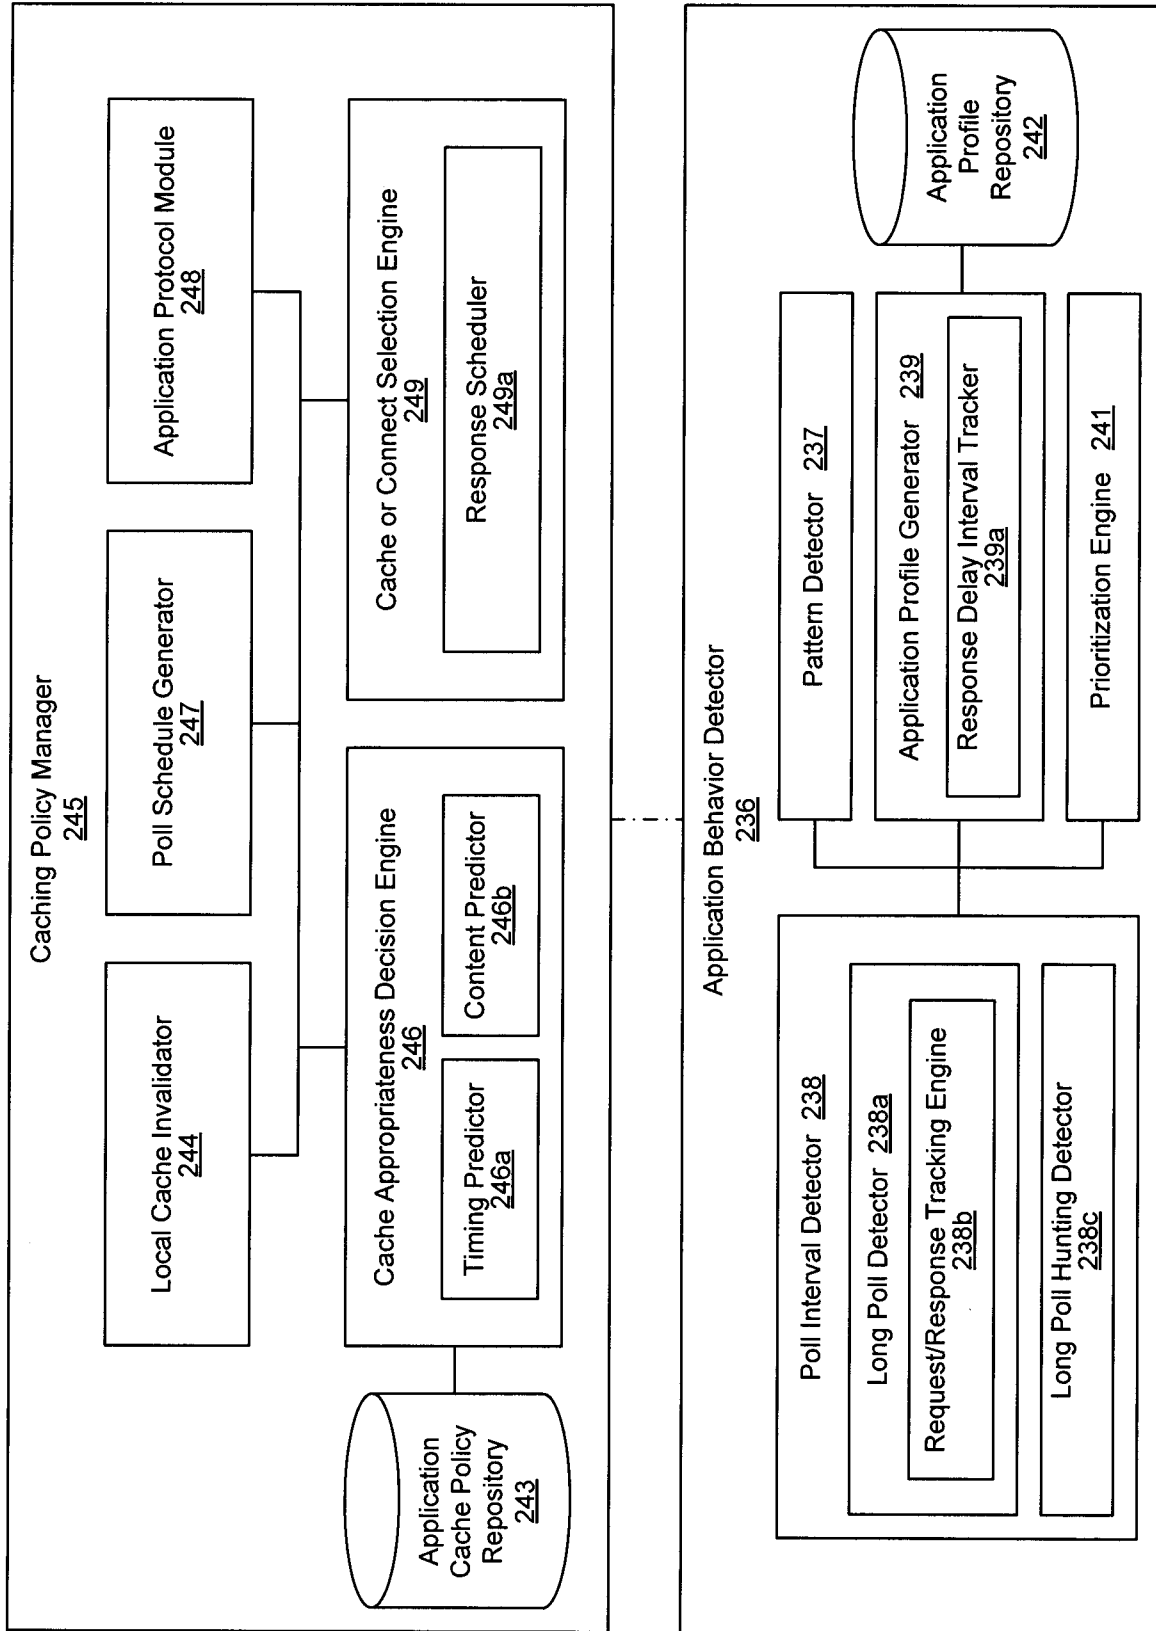 Caching Policy Manager
245
Local Cache Invalidator
244
Poll Schedule Generator
247
Application Protocol Module
248
Application
Cache Policy
Repository
243
Cache Appropriateness Decision Engine
246
Timing Predictor
246a
Content Predictor
246b
Cache or Connect Selection Engine
249
Response Scheduler
249a
Application Behavior Detector
236
Poll Interval Detector 238
Long Poll Detector 238a
Request/Response Tracking Engine
238b
Long Poll Hunting Detector
238c
Pattern Detector 237
Application Profile Generator 239
Response Delay Interval Tracker
239a
Prioritization Engine 241
Application
Profile
Repository
242